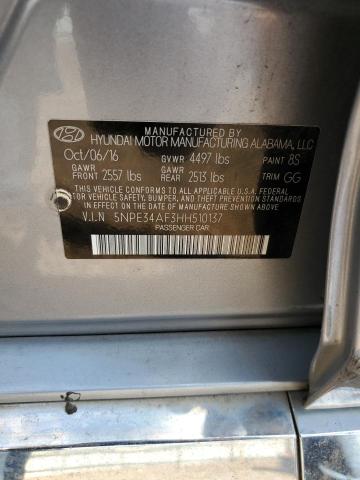 MANUFACTURED BY
HYUNDAI MOTOR MANUFACTURING ALABAMA, LLC
Oct/06/16 GVWR 4497 lbs PAINT 8S
GAWR FRONT 2557 lbs GAWR REAR 2513 lbs TRIM GG
THIS VEHICLE CONFORMS TO ALL APPLICABLE U.S. FEDERAL
MOTOR VEHICLE SAFETY, BUMPER, AND THEFT PREVENTION
STANDARDS IN EFFECT ON THE DATE OF MANUFACTURE SHOWN ABOVE.
V.I.N 5NPE34AF3HH510137
PASSENGER CAR